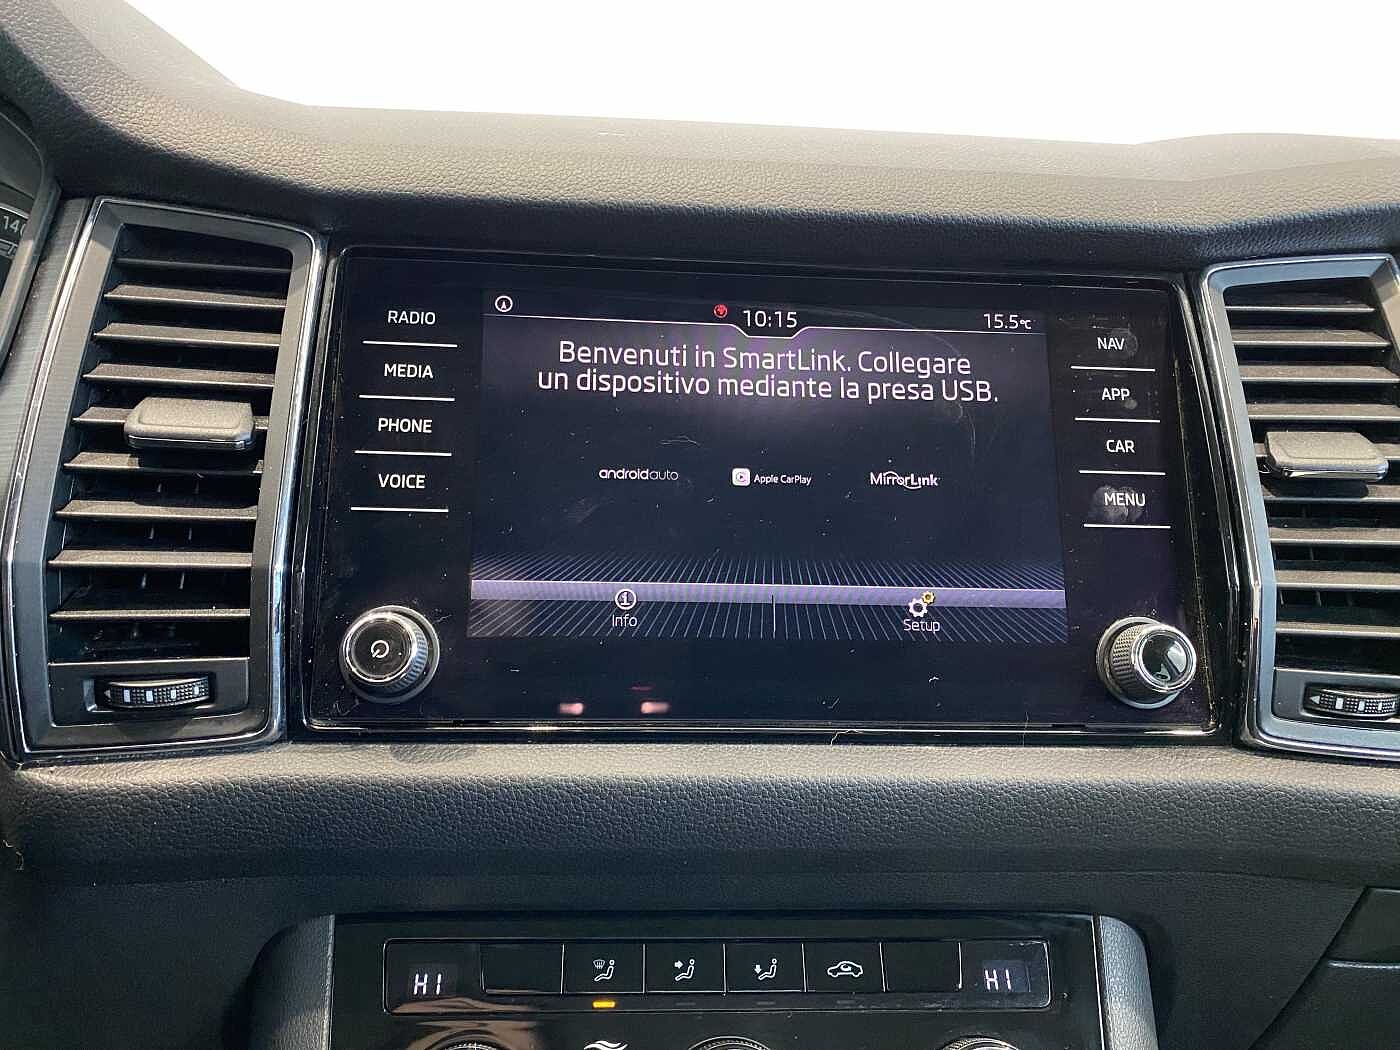 140
RADIO
MEDIA
PHONE
VOICE
10:15
15.5°C
Benvenuti in SmartLink. Collegare
un dispositivo mediante la presa USB.
androidauto
Apple CarPlay
MirrorLink
Info
Setup
NAV
APP
CAR
MENU
HI
HI